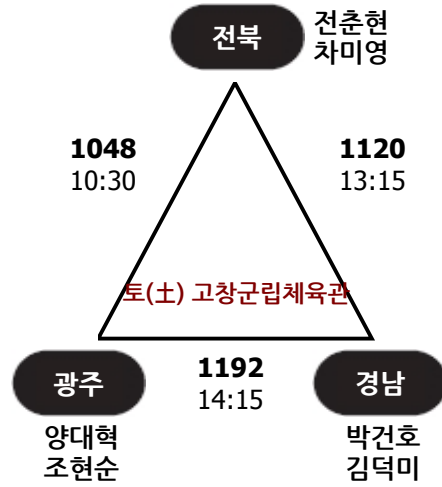 전북
전춘현
차미영
1048
10:30
1120
13:15
토(土) 고창군립체육관
광주
1192
14:15
경남
양대혁
조현순
박건호
김덕미